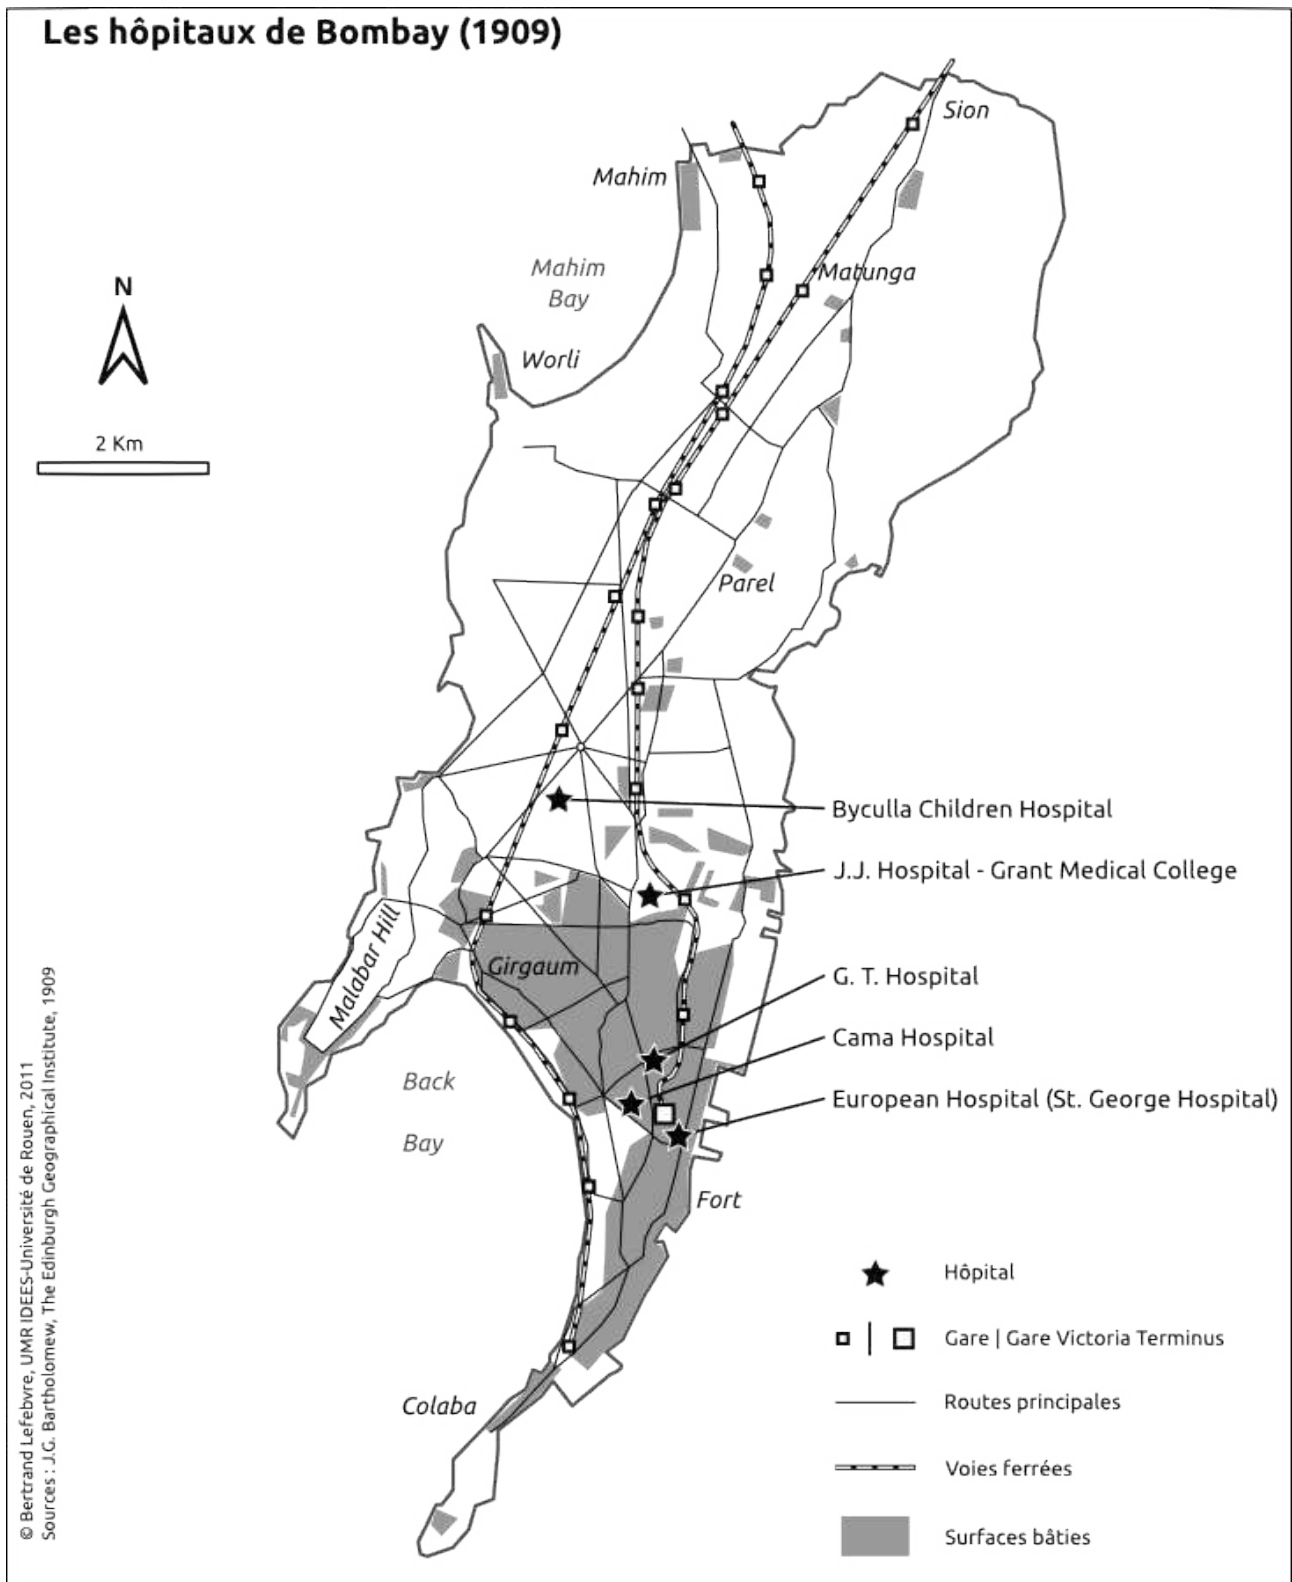 Les hôpitaux de Bombay (1909)
Sion
Mahim
Mahim
Bay
Matunga
N
Worli
2 Km
Parel
Byculla Children Hospital
J.J. Hospital - Grant Medical College
Malabar Hill
Girgaum
G. T. Hospital
Cama Hospital
Back
Bay
European Hospital (St. George Hospital)
Fort
Colaba
Hôpital
Gare | Gare Victoria Terminus
Routes principales
Voies ferrées
Surfaces bâties
© Bertrand Lefebvre, UMR IDEES-Université de Rouen, 2011
Sources : J.G. Bartholomew, The Edinburgh Geographical Institute, 1909